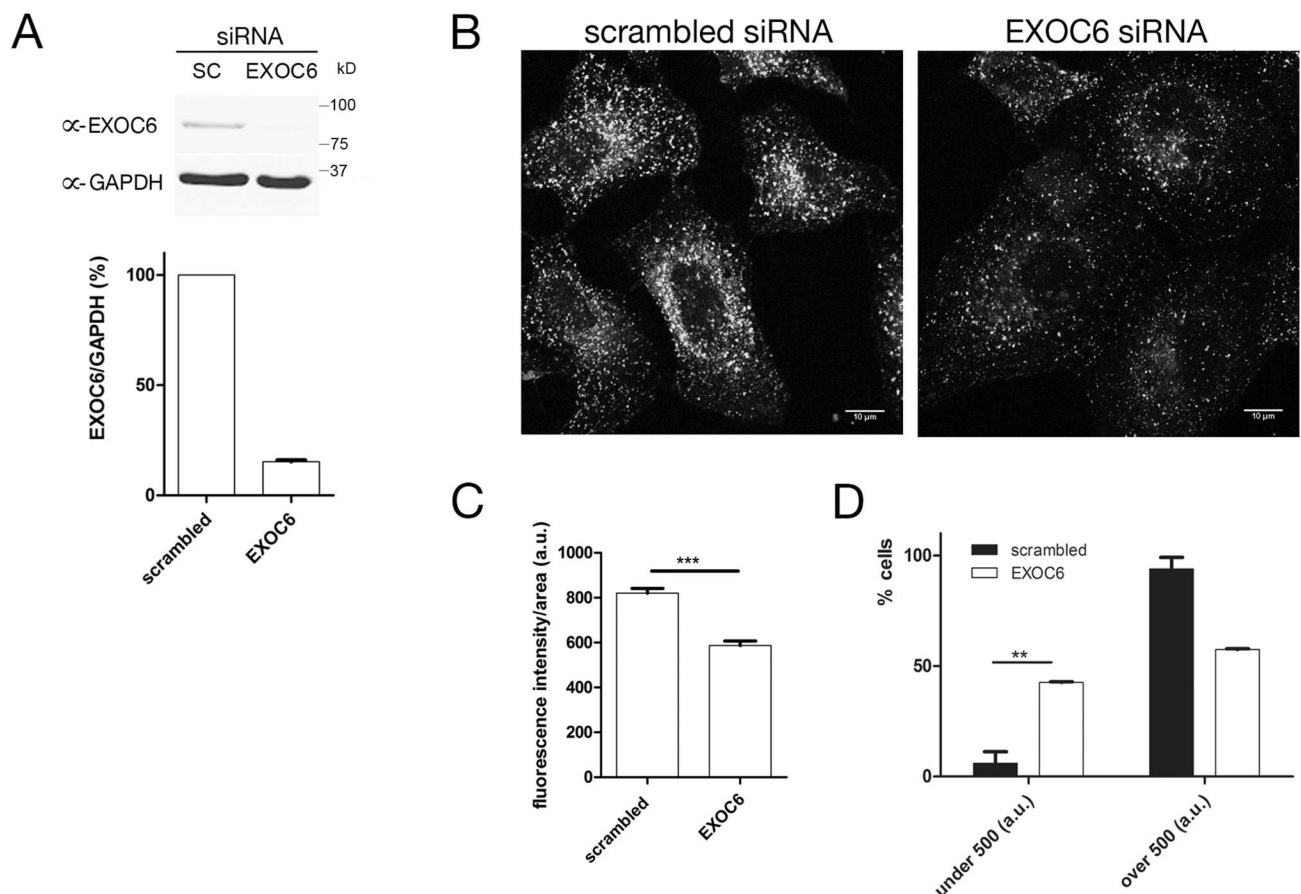 A
siRNA
SC EXOC6 kD
100
∝-EXOC6
75
37
∝-GAPDH
EXOC6/GAPDH (%)
100
50
0
scrambled
EXOC6
B
scrambled siRNA
EXOC6 siRNA
10 µm
10 µm
C
fluorescence intensity/area (a.u.)
1000
800
600
400
200
0
***
scrambled
EXOC6
D
% cells
100
50
0
scrambled
EXOC6
**
under 500 (a.u.)
over 500 (a.u.)